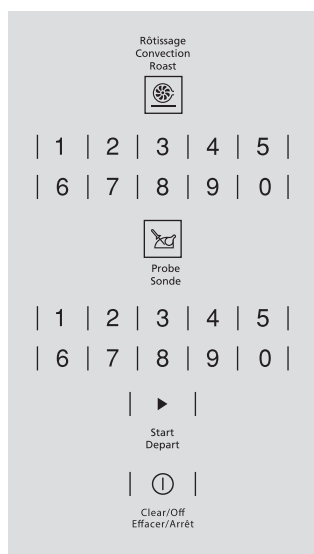 Rôtissage
Convection
Roast
| 1 | 2 | 3 | 4 | 5 |
| 6 | 7 | 8 | 9 | 0 |
Probe
Sonde
| 1 | 2 | 3 | 4 | 5 |
| 6 | 7 | 8 | 9 | 0 |
Start
Depart
Clear/Off
Effacer/Arrêt